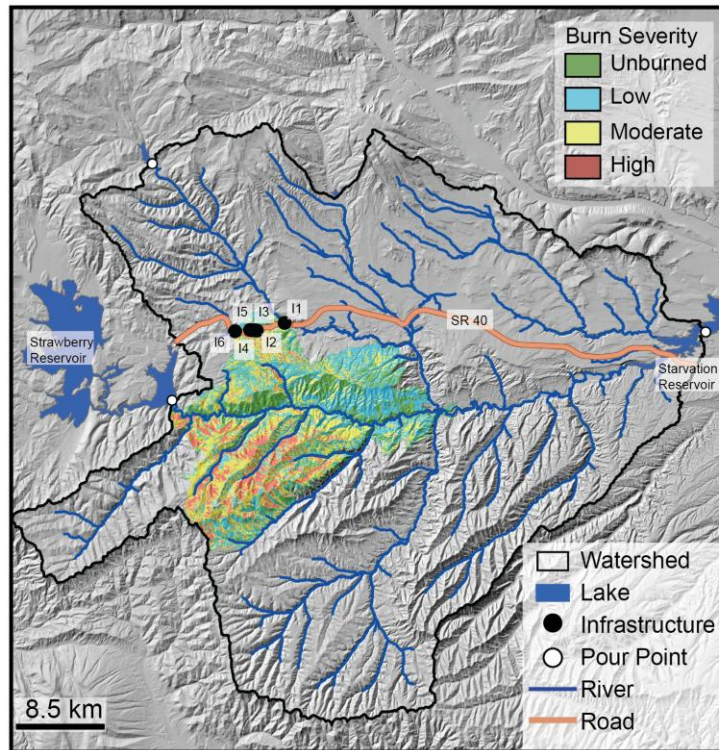 Burn Severity
Unburned
Low
Moderate
High
I5 I3 I1
SR 40
Strawberry
Reservoir
I6 I4 I2
Starvation
Reservoir
Watershed
Lake
Infrastructure
Pour Point
River
Road
8.5 km